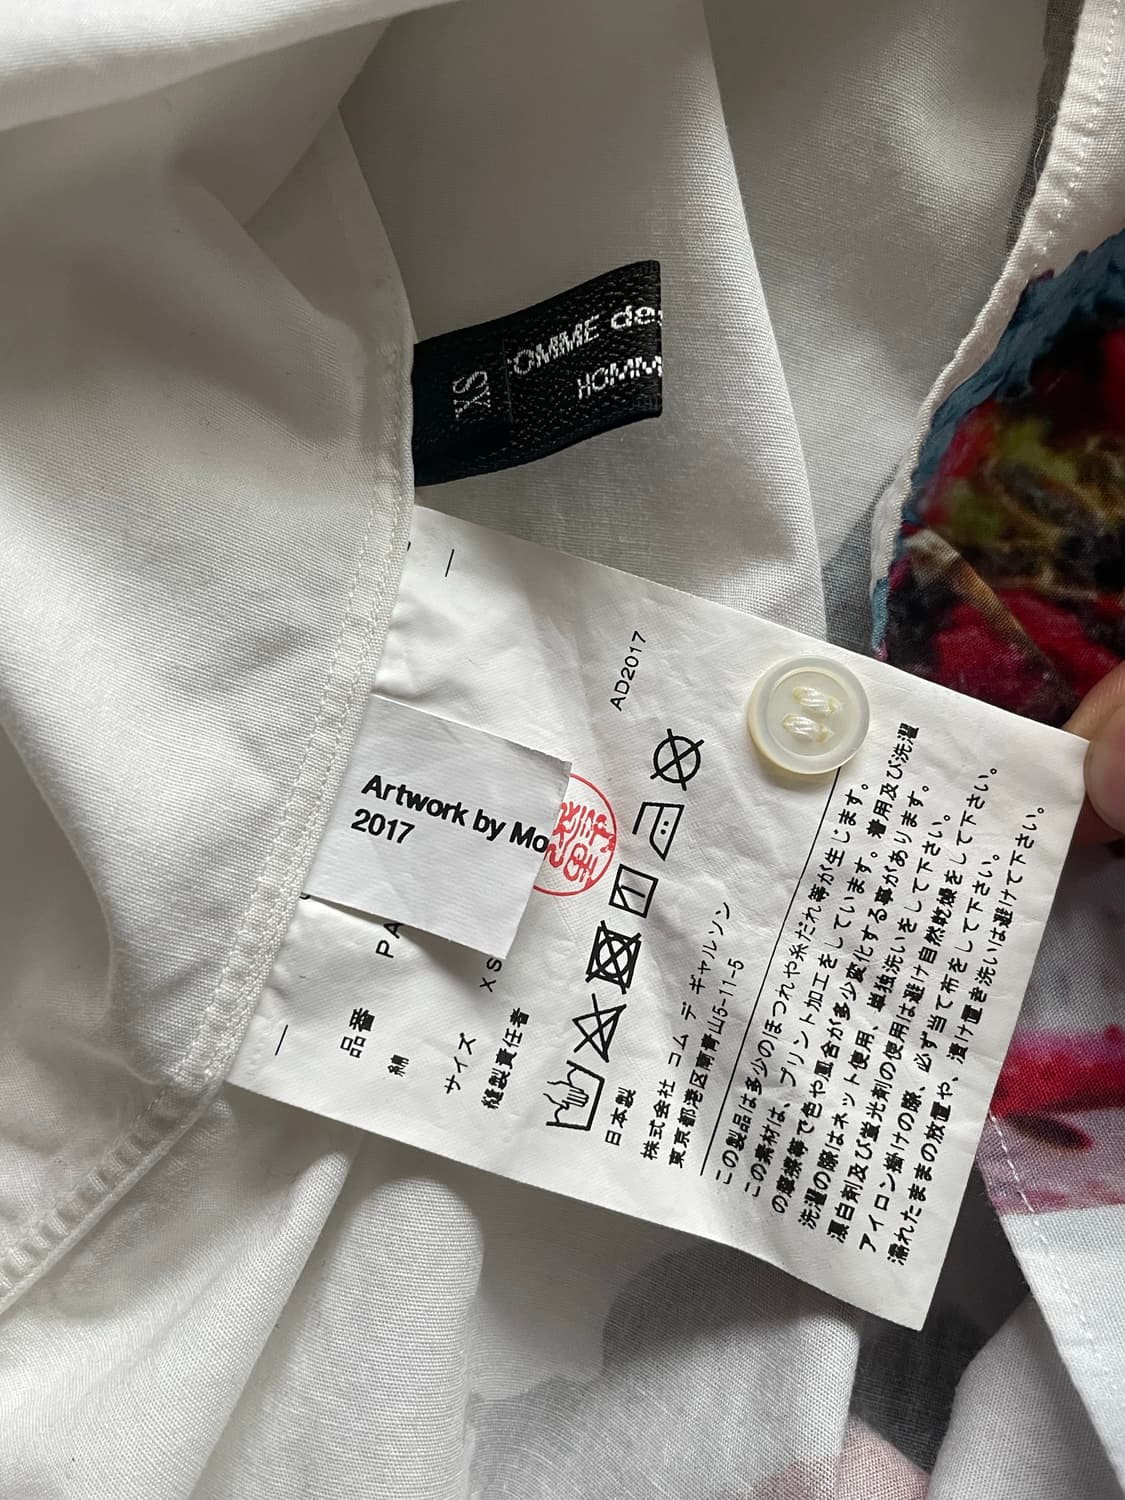 XS
OMME des
HOMM
Artwork by Mo
2017
AD2017
品番 PA
綿
サイズ XS
縫製責任者
日本製
株式会社 コム デ ギャルソン
東京都港区南青山5-11-5
この製品は多少のほつれや糸だれ等が生じます。
この素材は、プリント加工をしています。着用及び洗濯
の摩擦等で色や風合が多少変化する事があります。
洗濯の際はネット使用、単独洗いをして下さい。
漂白剤及び蛍光剤の使用は避け自然乾燥をして下さい。
アイロン掛けの際、必ず当て布をして下さい。
濡れたままの放置や、漬け置き洗いは避けて下さい。